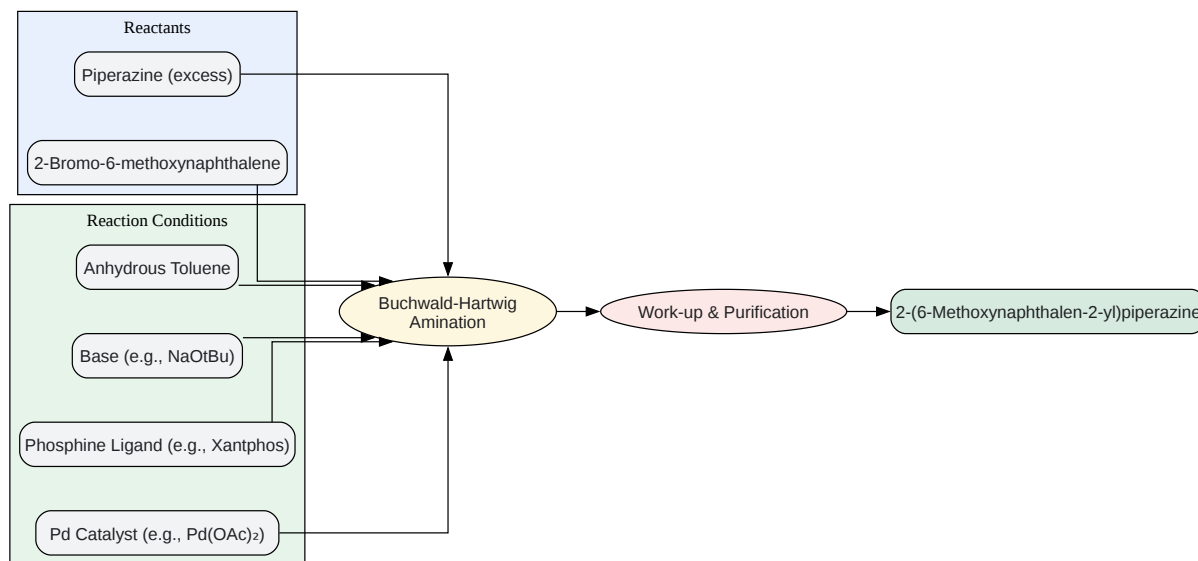 Reactants
Piperazine (excess)
2-Bromo-6-methoxynaphthalene
Reaction Conditions
Anhydrous Toluene
Base (e.g., NaOtBu)
Phosphine Ligand (e.g., Xantphos)
Pd Catalyst (e.g., Pd(OAc)₂)
Buchwald-Hartwig
Amination
Work-up & Purification
2-(6-Methoxynaphthalen-2-yl)piperazine